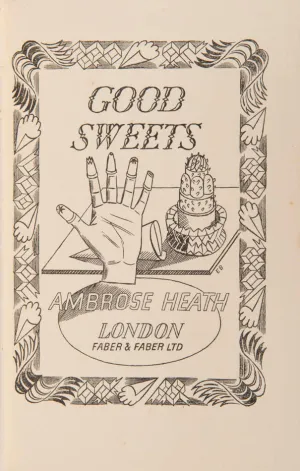 GOOD
SWEETS
AMBROSE HEATH
LONDON
FABER & FABER LTD